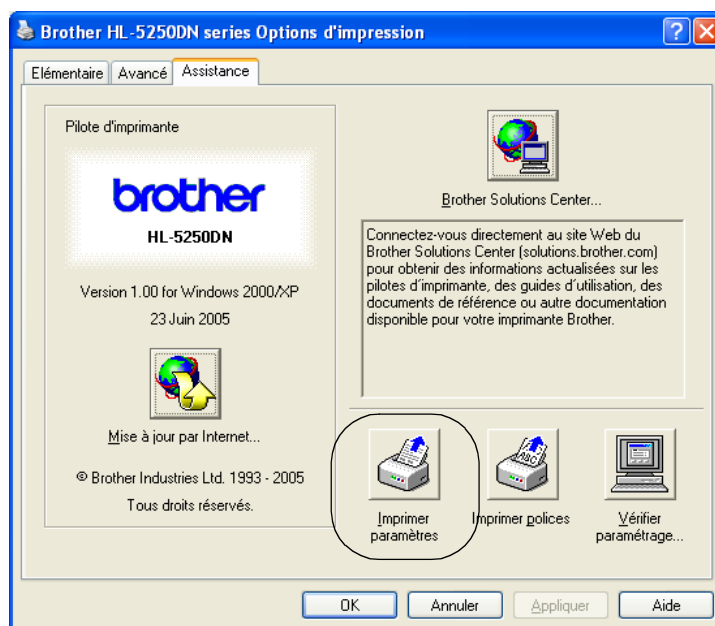 Brother HL-5250DN series Options d'impression
Elémentaire
Avancé
Assistance
Pilote d'imprimante
brother
HL-5250DN
Version 1.00 for Windows 2000/XP
23 Juin 2005
Mise à jour par Internet...
© Brother Industries Ltd. 1993 - 2005
Tous droits réservés.
Brother Solutions Center...
Connectez-vous directement au site Web du
Brother Solutions Center (solutions.brother.com)
pour obtenir des informations actualisées sur les
pilotes d´imprimante, des guides d´utilisation, des
documents de référence ou autre documentation
disponible pour votre imprimante Brother.
Imprimer
paramètres
ABC
Imprimer polices
Vérifier
paramétrage...
OK
Annuler
Appliquer
Aide